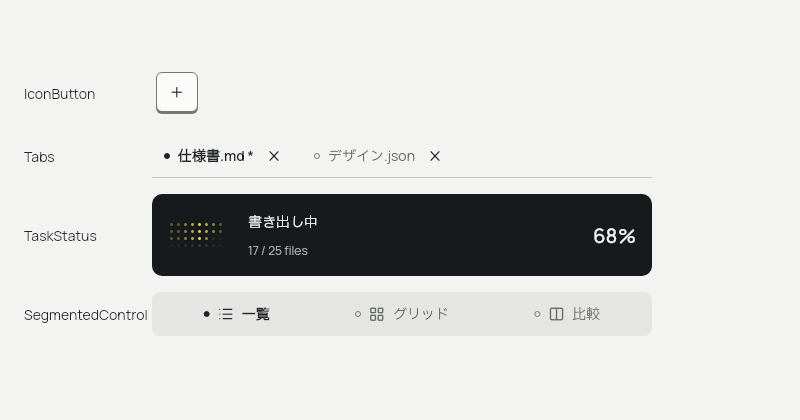 IconButton
+
Tabs
仕様書.md *
デザイン.json
TaskStatus
書き出し中
17 / 25 files
68%
SegmentedControl
一覧
グリッド
比較